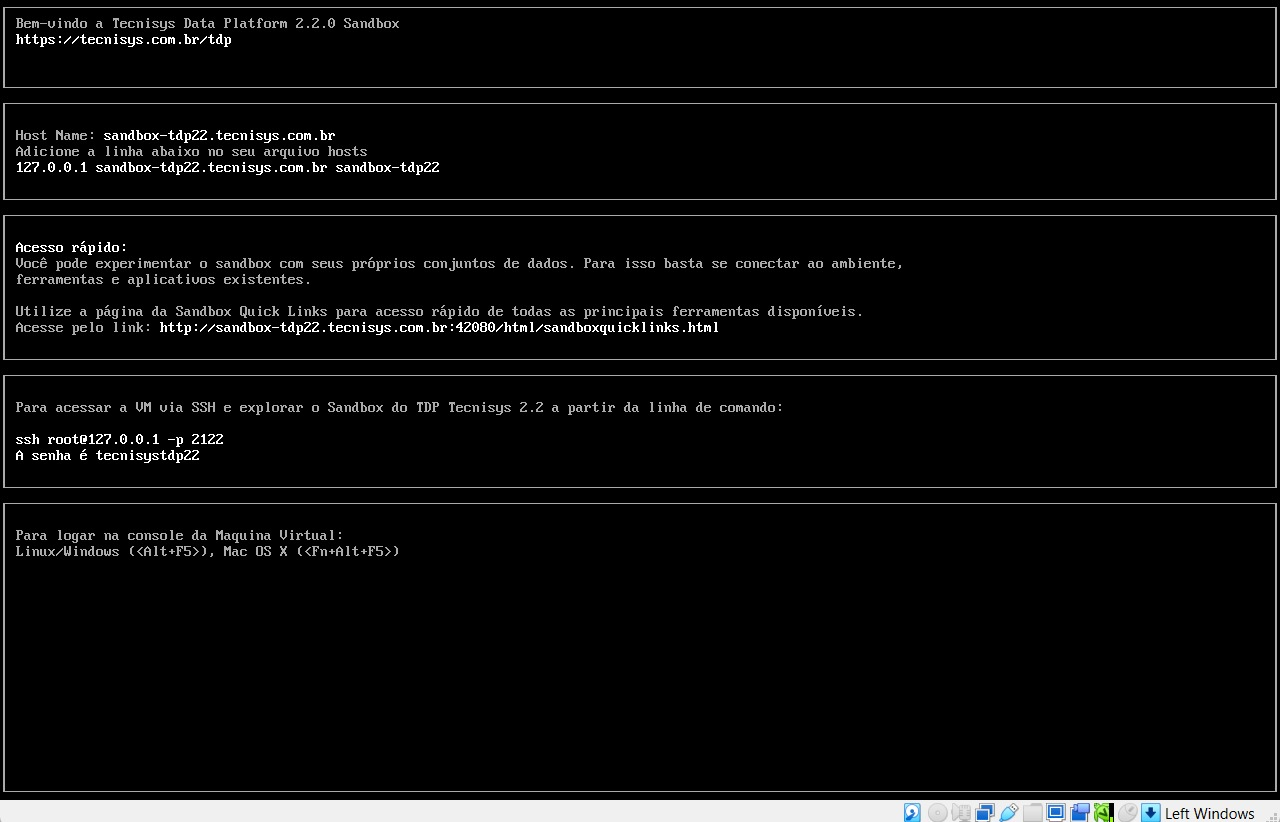 Bem-vindo a Tecnisys Data Platform 2.2.0 Sandbox
https://tecnisys.com.br/tdp
Host Name: sandbox-tdp22.tecnisys.com.br
Adicione a linha abaixo no seu arquivo hosts
127.0.0.1 sandbox-tdp22.tecnisys.com.br sandbox-tdp22
Acesso rápido:
Você pode experimentar o sandbox com seus próprios conjuntos de dados. Para isso basta se conectar ao ambiente,
ferramentas e aplicativos existentes.
Utilize a página da Sandbox Quick Links para acesso rápido de todas as principais ferramentas disponíveis.
Acesse pelo link: http://sandbox-tdp22.tecnisys.com.br:42080/html/sandboxquicklinks.html
Para acessar a VM via SSH e explorar o Sandbox do TDP Tecnisys 2.2 a partir da linha de comando:
ssh root@127.0.0.1 -p 2122
A senha é tecnisystdp22
Para logar na console da Maquina Virtual:
Linux/Windows (<Alt+F5>), Mac OS X (<Fn+Alt+F5>)
Left Windows